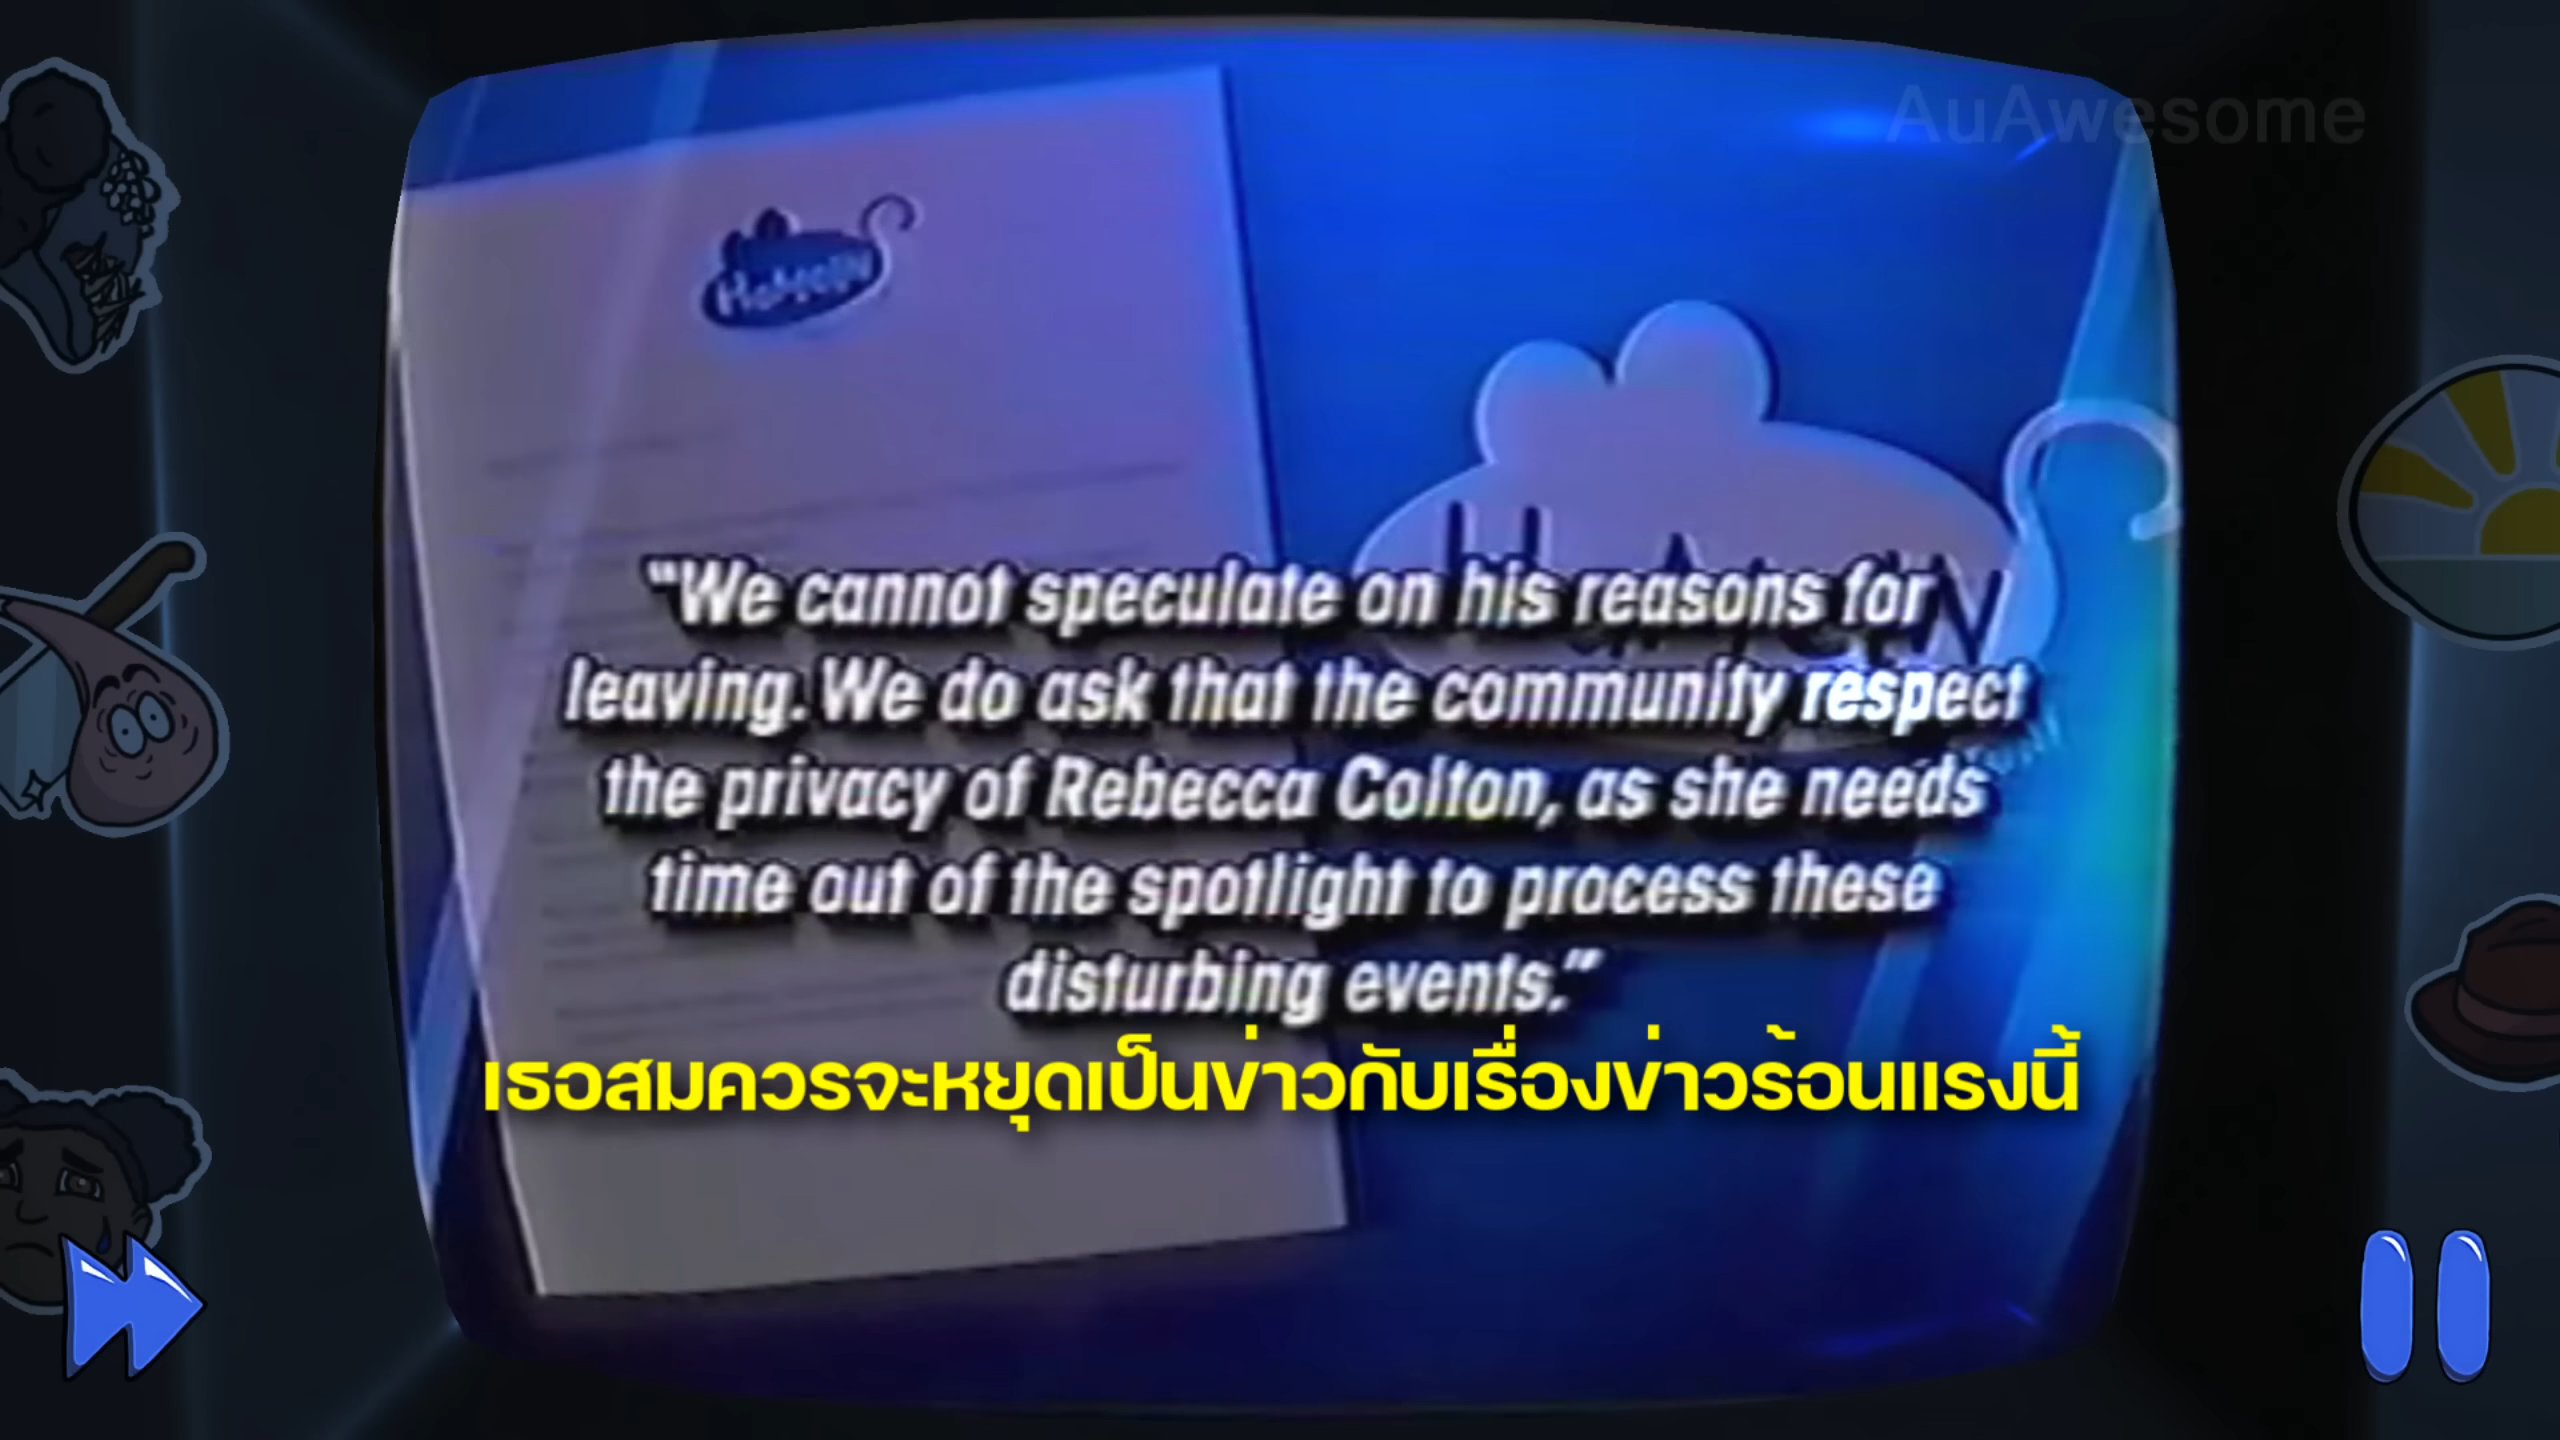 AuAwesome
HaMeLiN
"We cannot speculate on his reasons for
leaving. We do ask that the community respect
the privacy of Rebecca Colton, as she needs
time out of the spotlight to process these
disturbing events."
เธอสมควรจะหยุดเป็นข่าวกับเรื่องข่าวร้อนแรงนี้